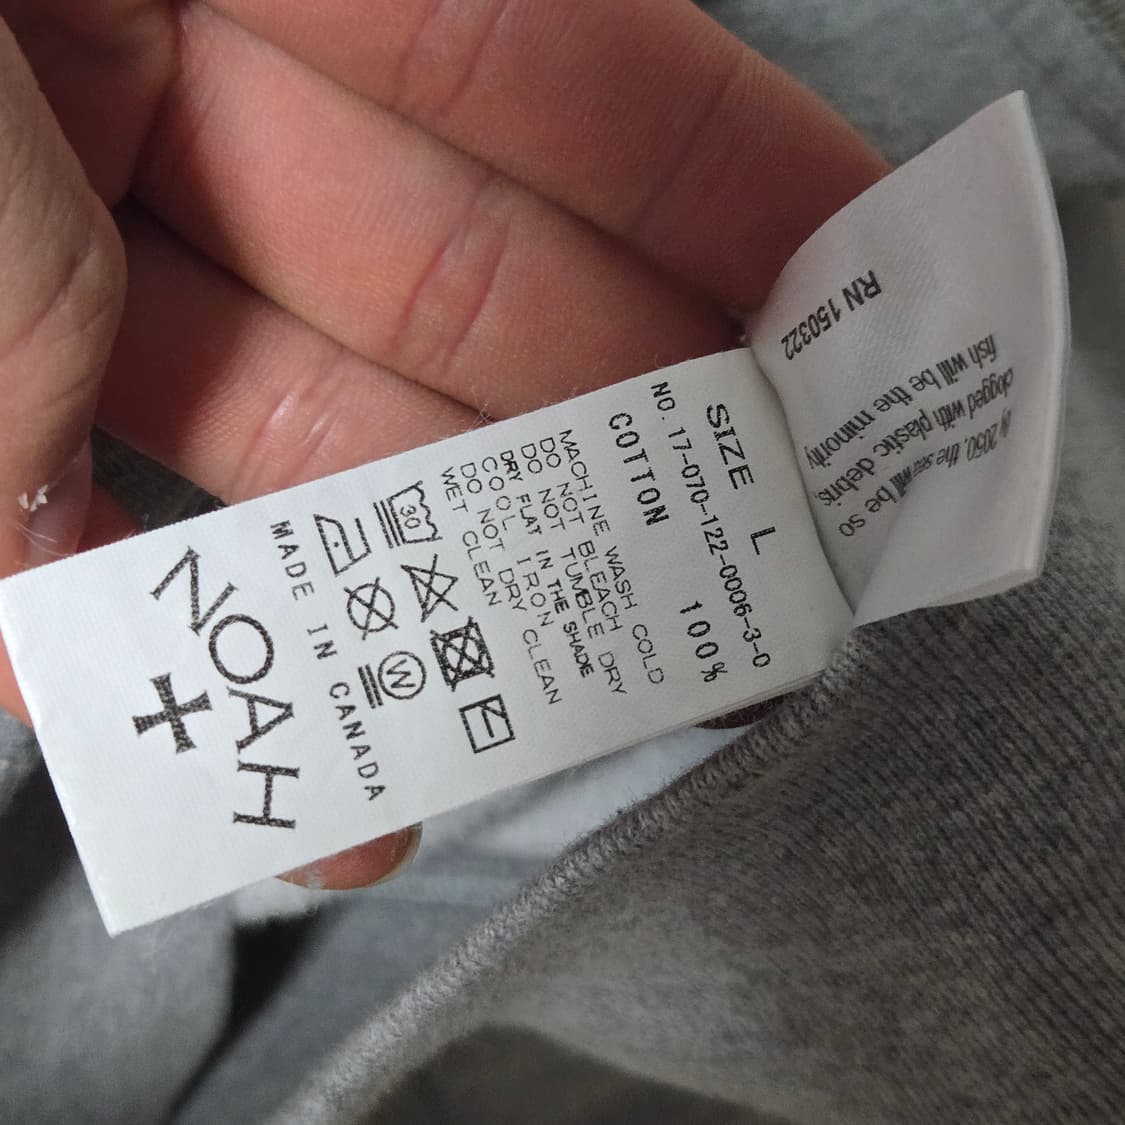 SIZE L
NO. 17-070-122-0006-3-0
COTTON 100%
MACHINE WASH COLD
DO NOT BLEACH
DO NOT TUMBLE DRY
DRY FLAT IN THE SHADE
COOL IRON
DO NOT DRY CLEAN
WET CLEAN
30
W
MADE IN CANADA
NOAH
RN 150322
by 2050, the sea will be so
clogged with plastic debris
fish will be the minority